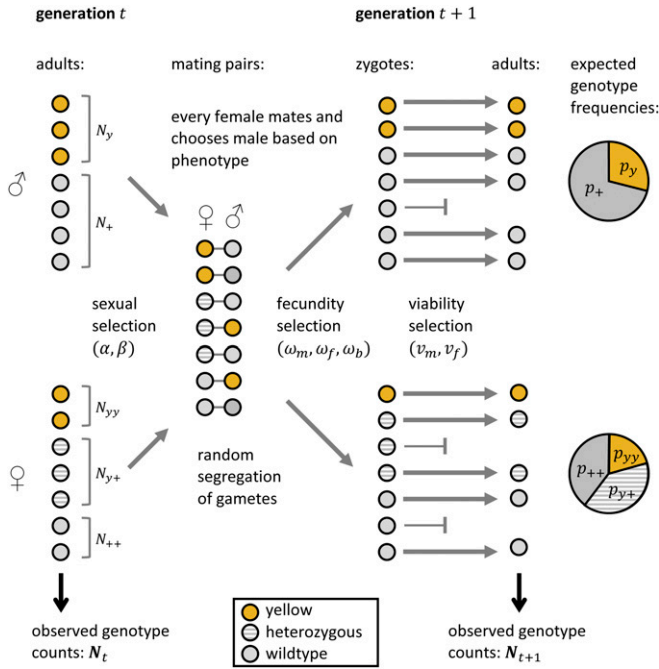 generation t
generation t + 1
adults:
mating pairs:
zygotes:
adults:
expected
genotype
frequencies:
every female mates and
chooses male based on
phenotype
N_y
N_+
♂
♀ ♂
p_y
p_+
sexual
selection
(α, β)
fecundity
selection
(ω_m, ω_f, ω_b)
viability
selection
(v_m, v_f)
N_yy
N_y+
N_++
♀
random
segregation
of gametes
p_yy
p_++
p_y+
observed genotype
counts: N_t
yellow
heterozygous
wildtype
observed genotype
counts: N_t+1